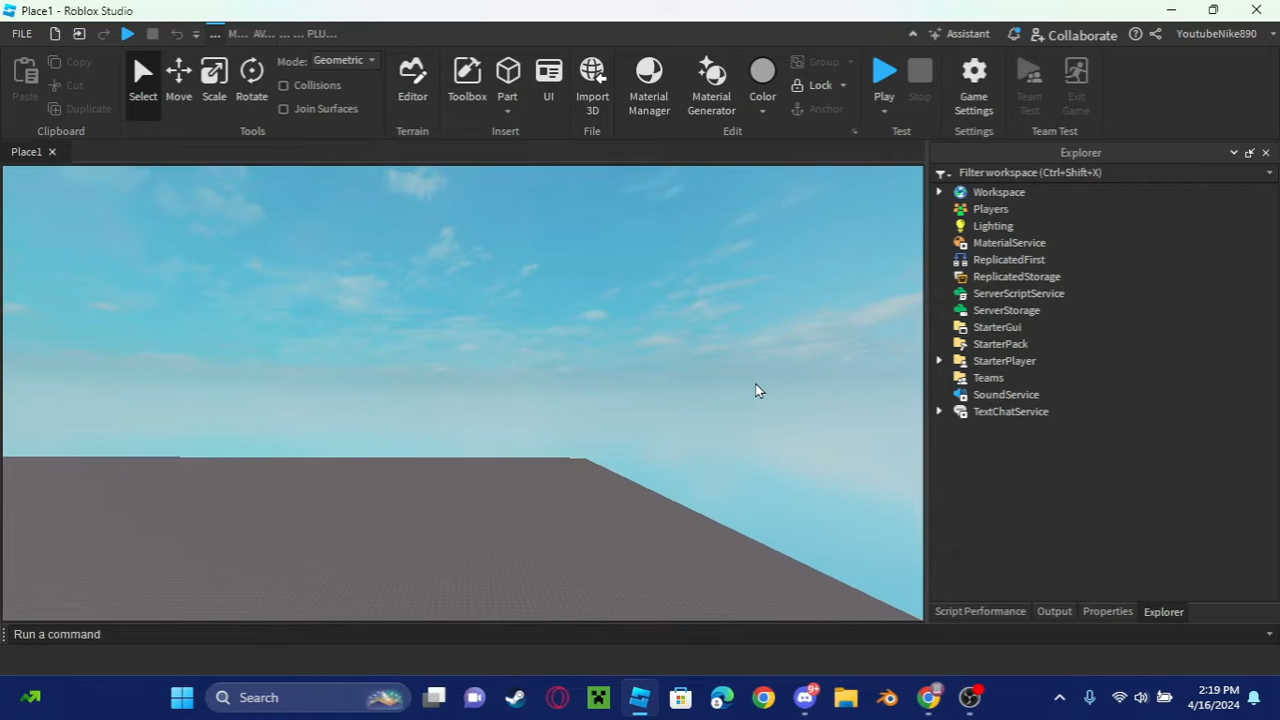 Place1 - Roblox Studio
FILE ... M... AV... ... PLU... Assistant Collaborate YoutubeNike890
Paste Copy Cut Duplicate Clipboard
Select Move Scale Rotate Mode: Geometric Collisions Join Surfaces Tools
Editor Terrain
Toolbox Part UI Insert
Import 3D File
Material Manager Material Generator Color Group Lock Anchor Edit
Play Stop Test
Game Settings Settings
Team Test Exit Game Team Test
Place1
Explorer
Filter workspace (Ctrl+Shift+X)
Workspace
Players
Lighting
MaterialService
ReplicatedFirst
ReplicatedStorage
ServerScriptService
ServerStorage
StarterGui
StarterPack
StarterPlayer
Teams
SoundService
TextChatService
Script Performance Output Properties Explorer
Run a command
Search 9+ 2:19 PM
4/16/2024